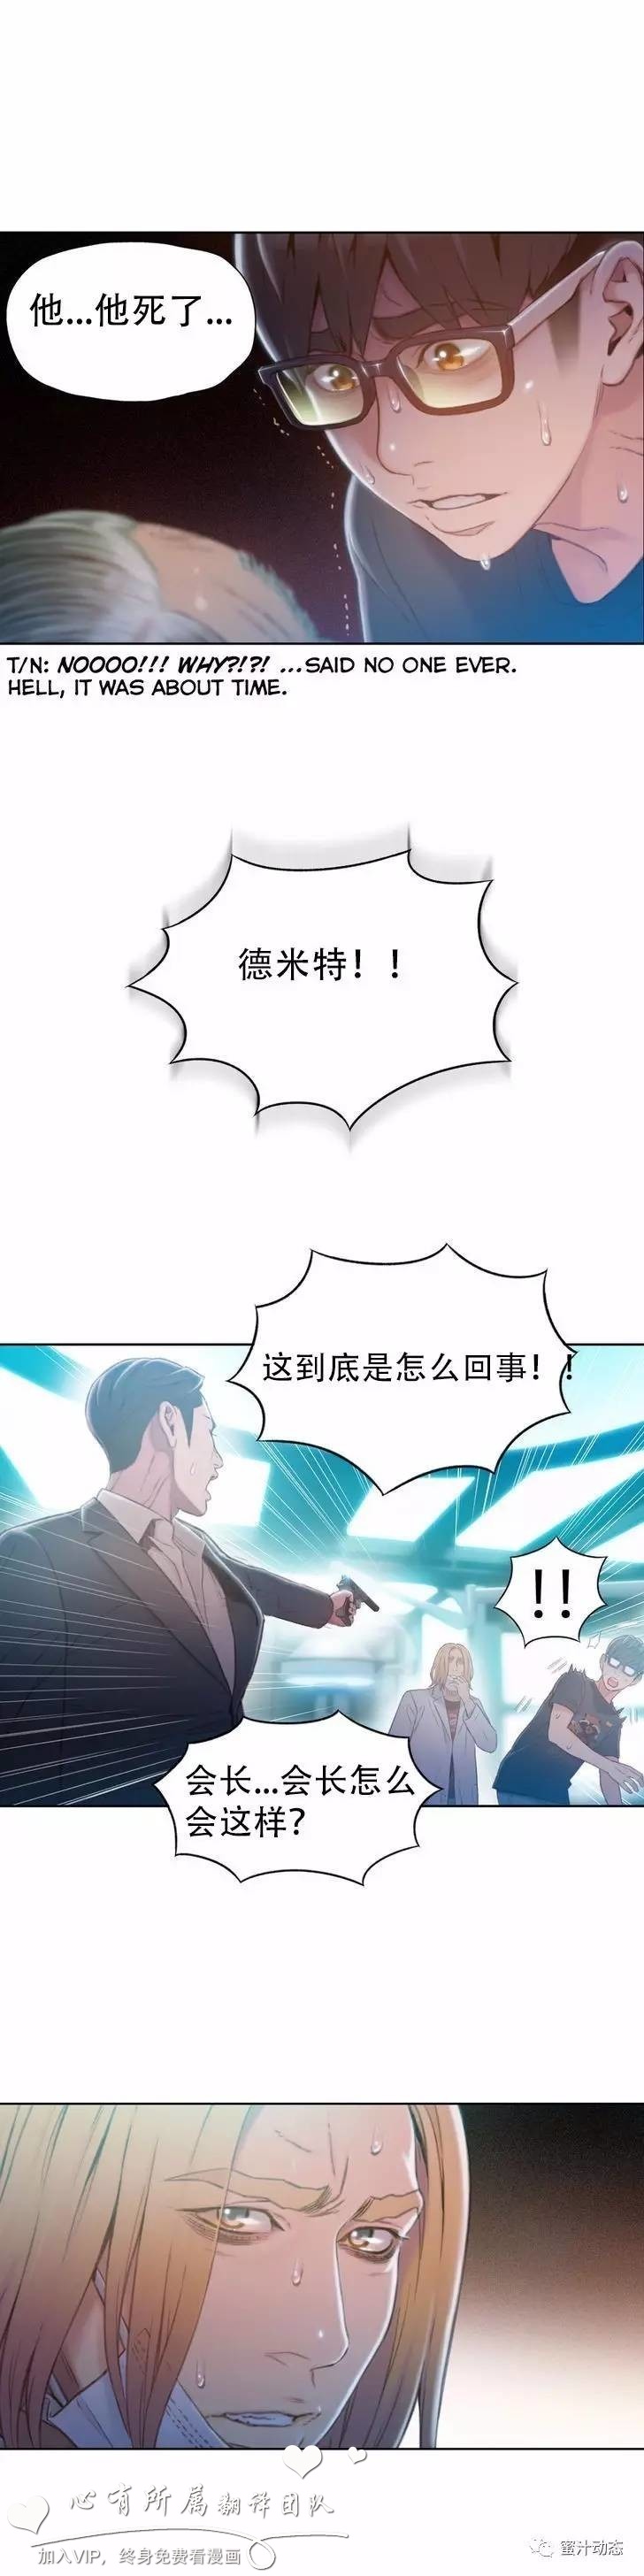 他...他死了...
T/N: NOOOO!!! WHY?!?! ...SAID NO ONE EVER.
HELL, IT WAS ABOUT TIME.
德米特！！
这到底是怎么回事！！
！！
会长...会长怎么
会这样？
心有所属翻译团队
加入VIP，终身免费看漫画
蜜汁动态